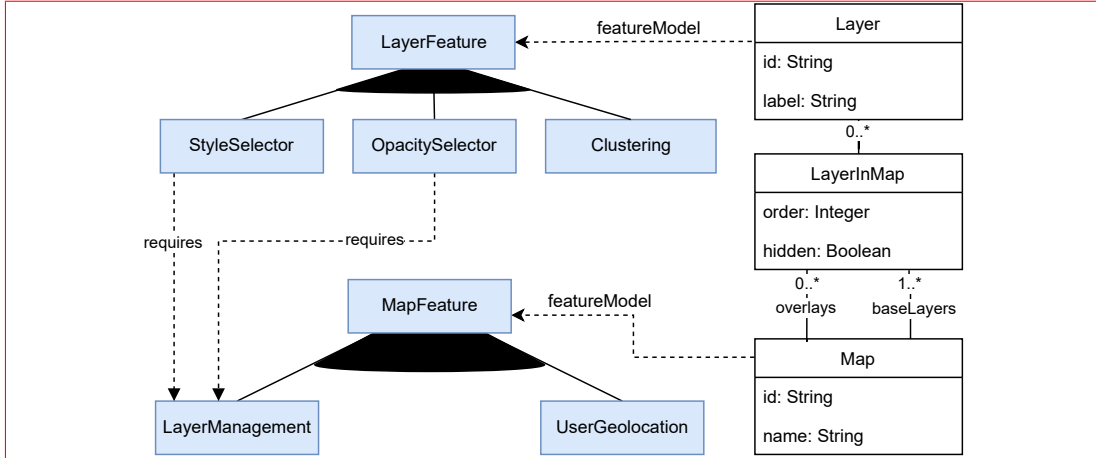 LayerFeature
featureModel
Layer
id: String
label: String
0..*
StyleSelector
OpacitySelector
Clustering
LayerInMap
order: Integer
hidden: Boolean
requires
requires
0..*
1..*
overlays
baseLayers
MapFeature
featureModel
Map
id: String
name: String
LayerManagement
UserGeolocation